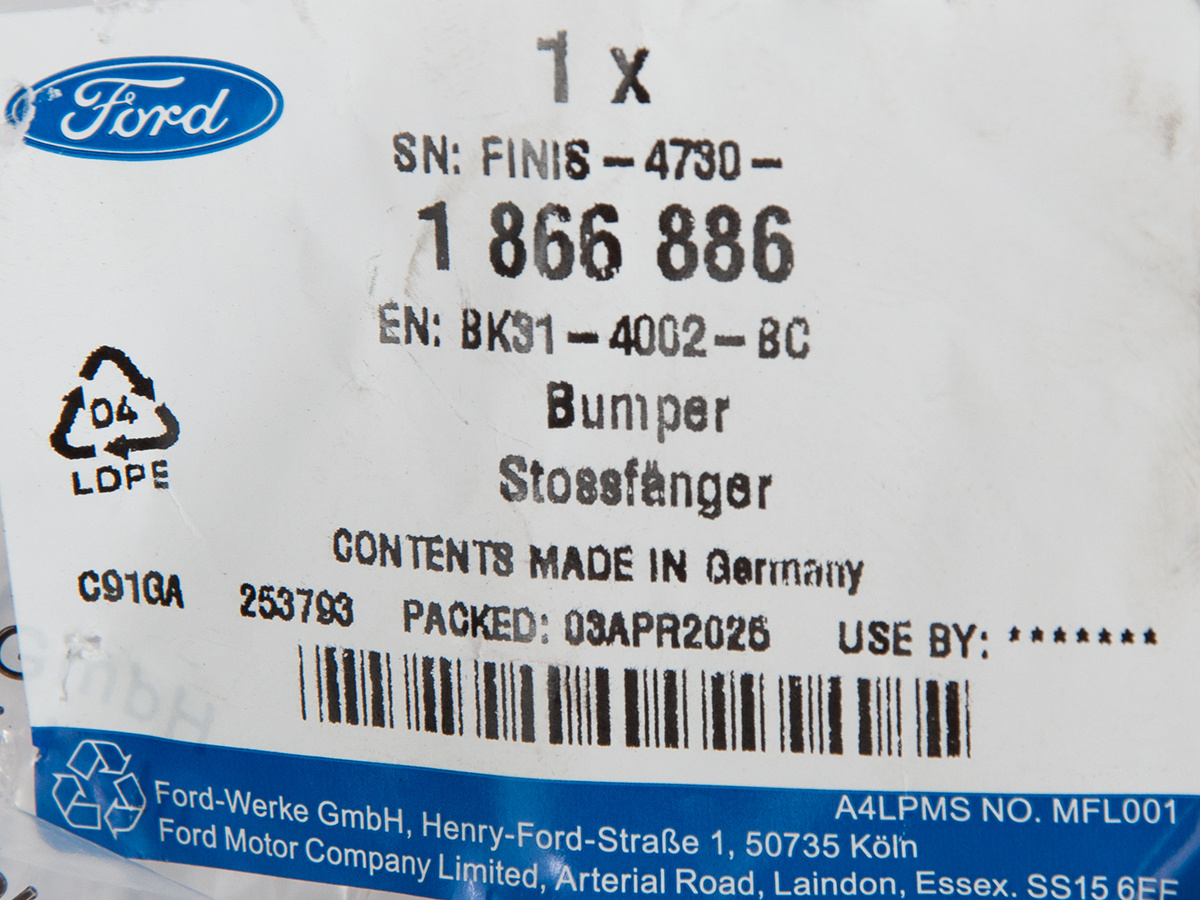 Ford
1 x
SN: FINIS-4730-
1 866 886
EN: BK31-4002-BC
Bumper
Stossfänger
04
LDPE
CONTENTS MADE IN Germany
C91GA 253793 PACKED: 03APR2025 USE BY: *******
A4LPMS NO. MFL001
Ford-Werke GmbH, Henry-Ford-Straße 1, 50735 Köln
Ford Motor Company Limited, Arterial Road, Laindon, Essex. SS15 6EE